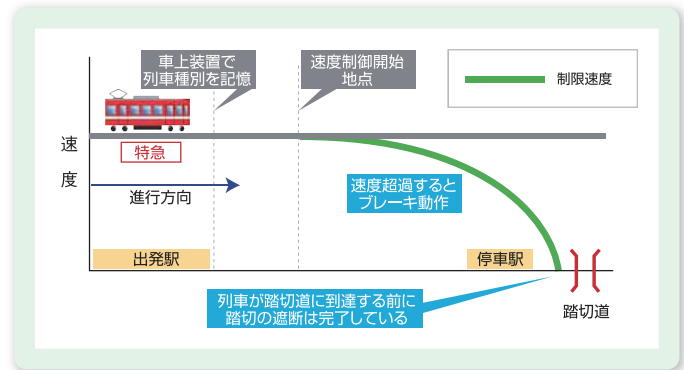 車上装置で
列車種別を記憶
速度制御開始
地点
制限速度
速
度
特急
進行方向
速度超過すると
ブレーキ動作
出発駅
停車駅
列車が踏切道に到達する前に
踏切の遮断は完了している
踏切道